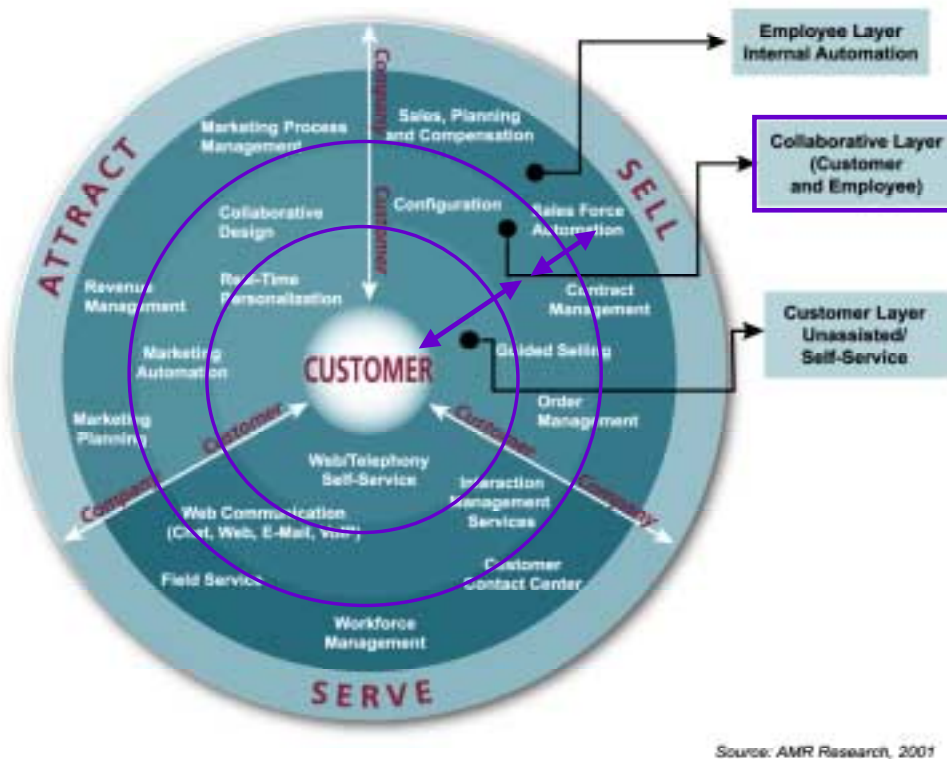 Employee Layer
Internal Automation
Collaborative Layer
(Customer
and Employee)
Customer Layer
Unassisted/
Self-Service
ATTRACT
SELL
SERVE
Company
Customer
Marketing Process
Management
Sales, Planning
and Compensation
Collaborative
Design
Configuration
Sales Force
Automation
Revenue
Management
Real-Time
Personalization
Contract
Management
Marketing
Automation
CUSTOMER
Guided Selling
Marketing
Planning
Order
Management
Customer
Company
Customer
Company
Web/Telephony
Self-Service
Interaction
Management
Services
Web Communication
(Chat, Web, E-Mail, VoIP)
Field Service
Customer
Contact Center
Workforce
Management
Source: AMR Research, 2001